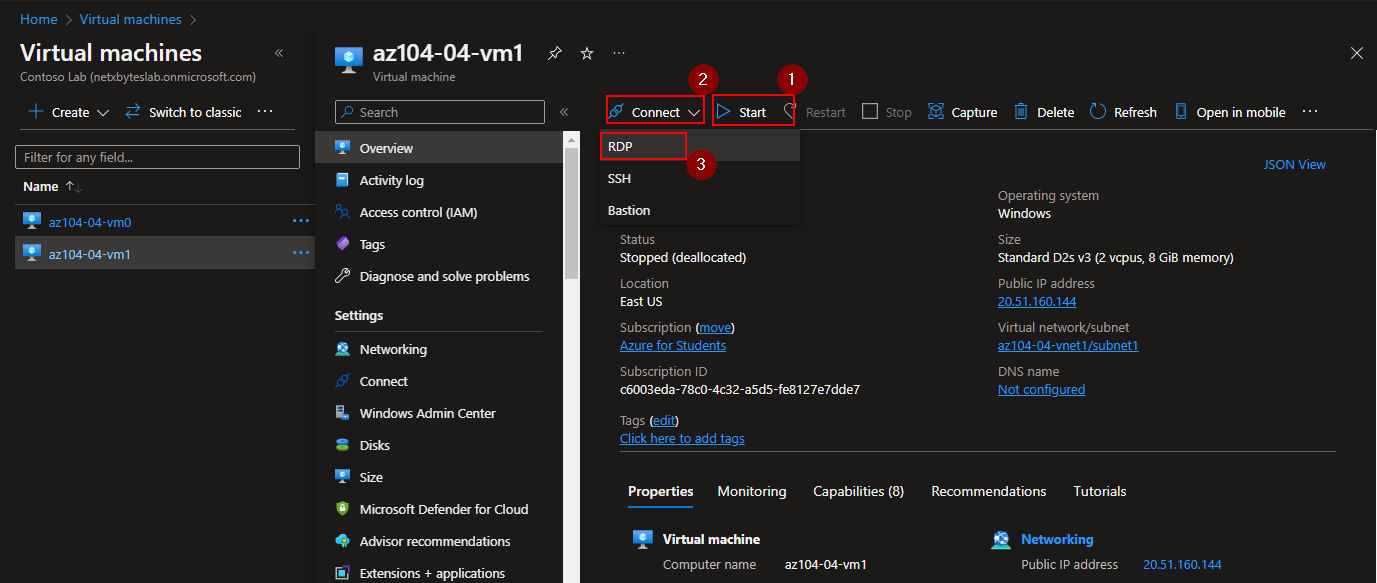 Home > Virtual machines >
Virtual machines
Contoso Lab (netxbyteslab.onmicrosoft.com)
Create
Switch to classic
Filter for any field...
Name
az104-04-vm0
az104-04-vm1
az104-04-vm1
Virtual machine
Search
Overview
Activity log
Access control (IAM)
Tags
Diagnose and solve problems
Settings
Networking
Connect
Windows Admin Center
Disks
Size
Microsoft Defender for Cloud
Advisor recommendations
Extensions + applications
2
1
Connect
Start
Restart
Stop
Capture
Delete
Refresh
Open in mobile
RDP
3
SSH
Bastion
JSON View
Status
Stopped (deallocated)
Location
East US
Subscription (move)
Azure for Students
Subscription ID
c6003eda-78c0-4c32-a5d5-fe8127e7dde7
Tags (edit)
Click here to add tags
Operating system
Windows
Size
Standard D2s v3 (2 vcpus, 8 GiB memory)
Public IP address
20.51.160.144
Virtual network/subnet
az104-04-vnet1/subnet1
DNS name
Not configured
Properties
Monitoring
Capabilities (8)
Recommendations
Tutorials
Virtual machine
Computer name az104-04-vm1
Networking
Public IP address 20.51.160.144